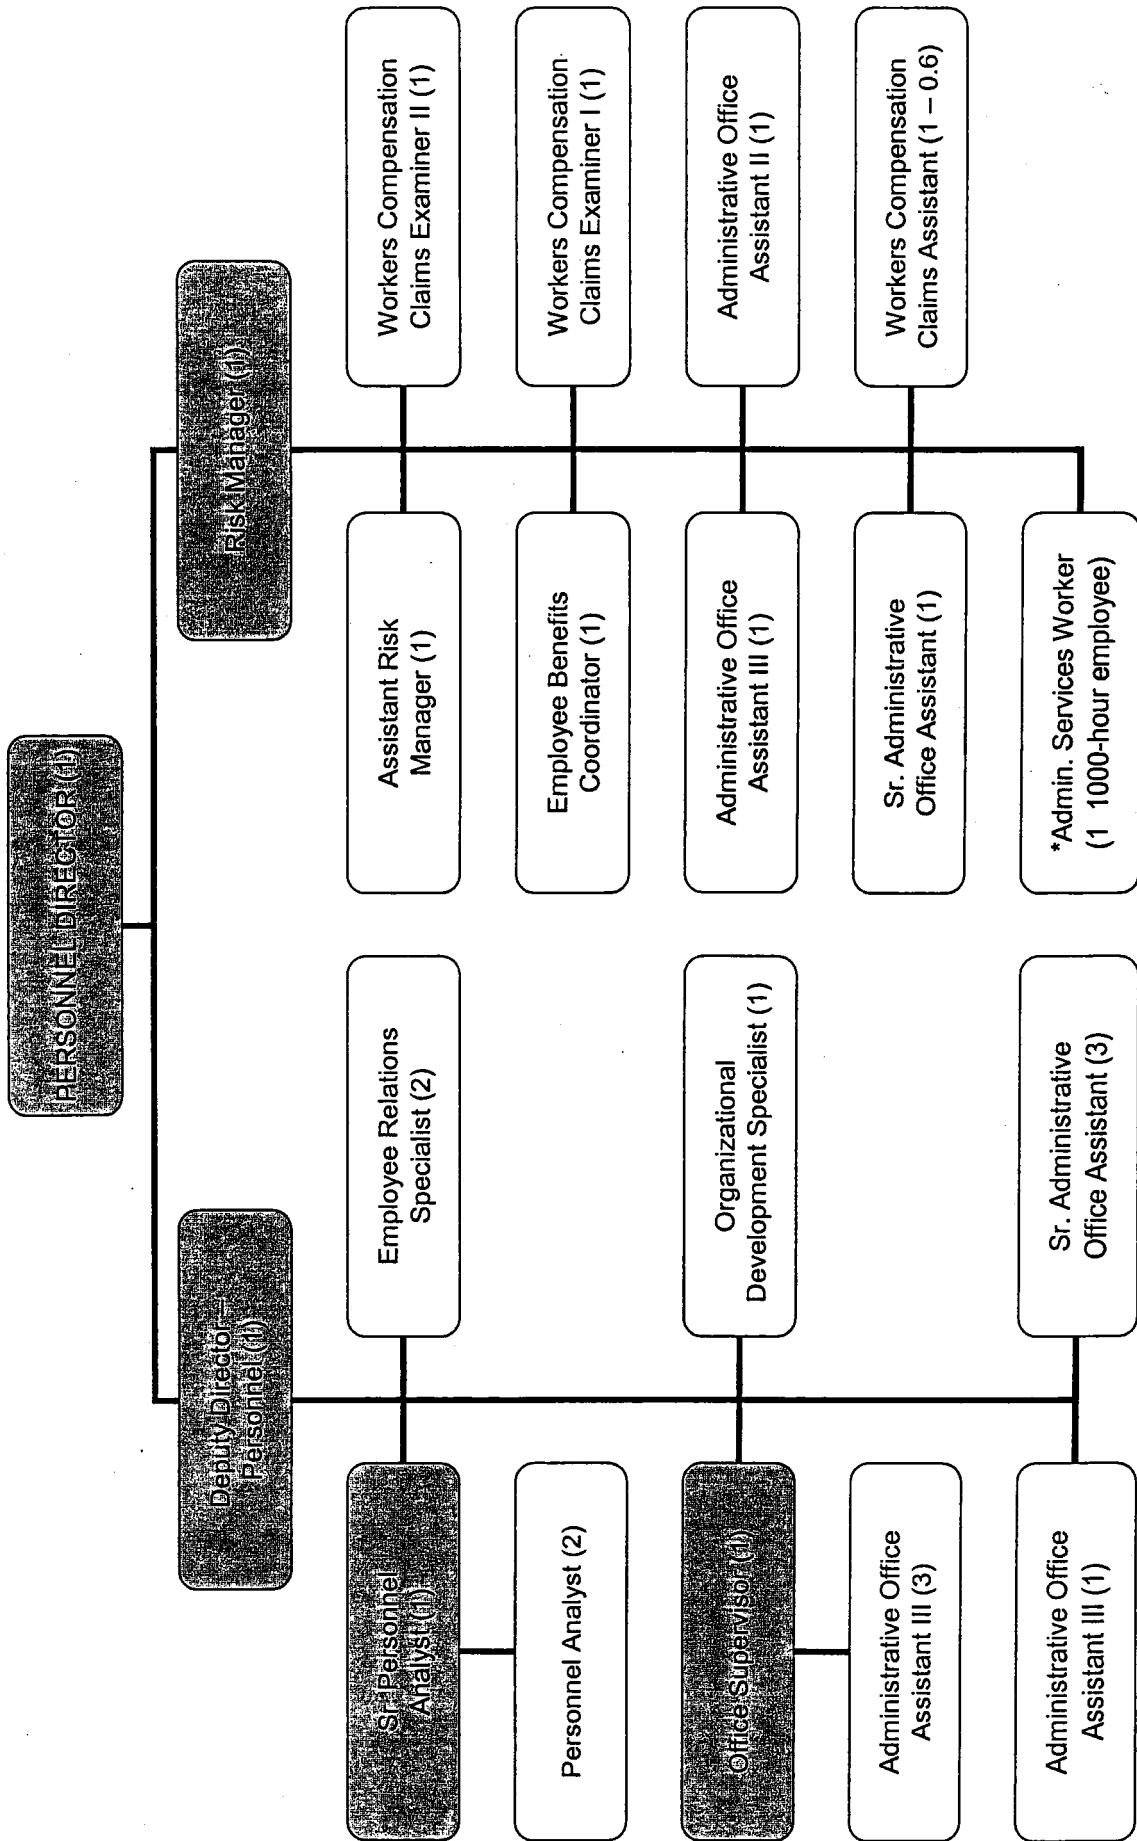 PERSONNEL DIRECTOR (1)
Deputy Director –
Personnel (1)
Risk Manager (1)
Sr. Personnel
Analyst (1)
Employee Relations
Specialist (2)
Assistant Risk
Manager (1)
Workers Compensation
Claims Examiner II (1)
Personnel Analyst (2)
Employee Benefits
Coordinator (1)
Workers Compensation
Claims Examiner I (1)
Office Supervisor (1)
Organizational
Development Specialist (1)
Administrative Office
Assistant III (1)
Administrative Office
Assistant II (1)
Administrative Office
Assistant III (3)
Sr. Administrative
Office Assistant (1)
Workers Compensation
Claims Assistant (1 – 0.6)
Administrative Office
Assistant III (1)
Sr. Administrative
Office Assistant (3)
*Admin. Services Worker
(1 1000-hour employee)